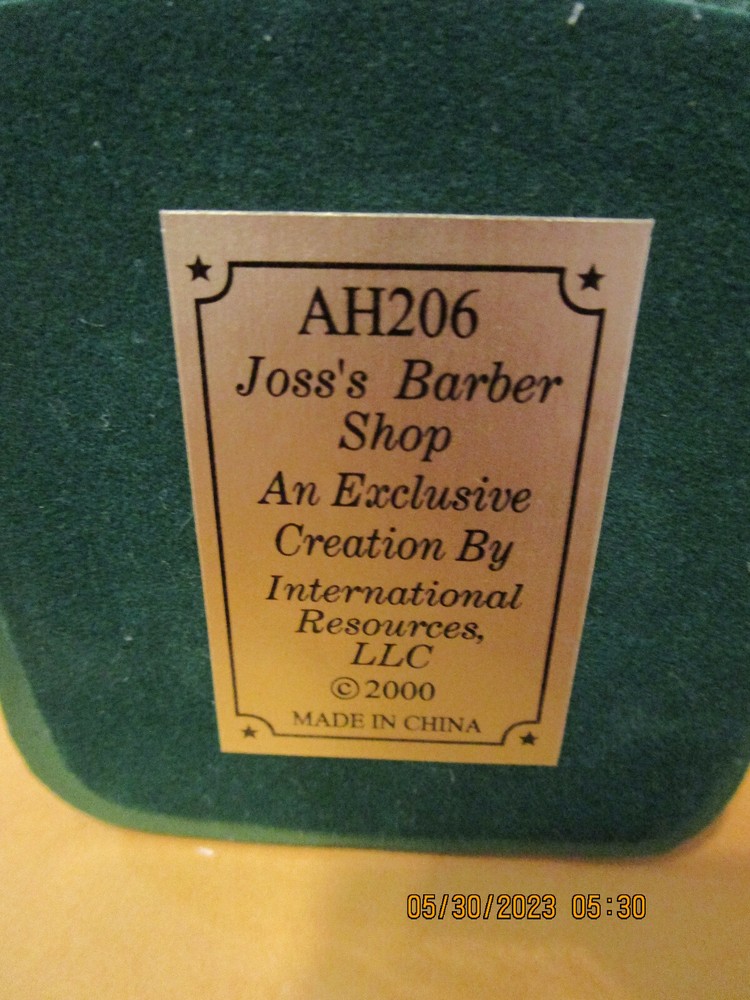 AH206
Joss's Barber
Shop
An Exclusive
Creation By
International
Resources,
LLC
©2000
MADE IN CHINA
05/30/2023 05:30